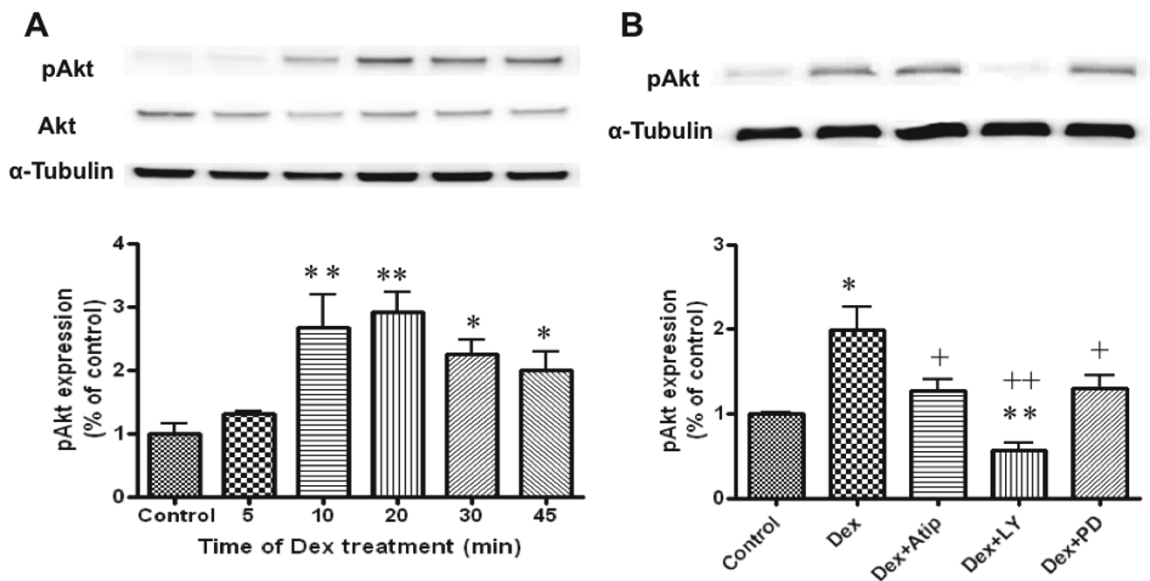 A
pAkt
Akt
α-Tubulin
4
3
2
1
0
pAkt expression
(% of control)
* *
**
*
*
Control 5 10 20 30 45
Time of Dex treatment (min)
B
pAkt
α-Tubulin
3
2
1
0
pAkt expression
(% of control)
*
+
++
* *
+
Control Dex Dex+Atip Dex+LY Dex+PD